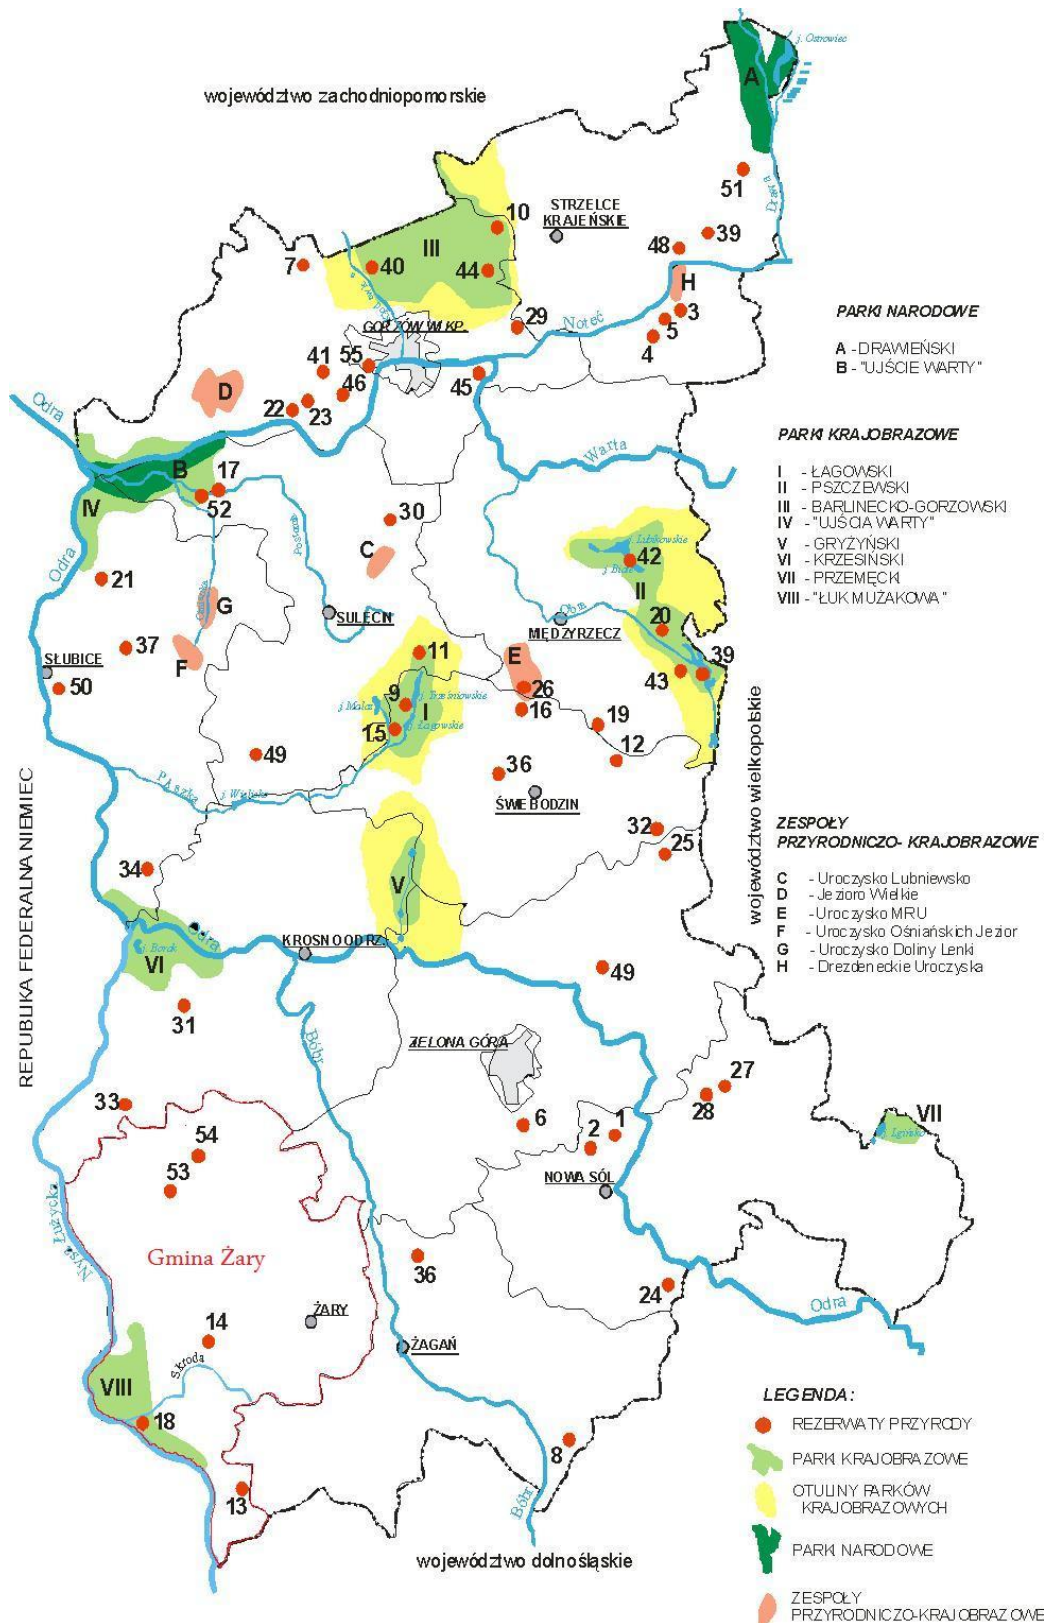 j. Ostrowiec
A
województwo zachodniopomorskie
51
Drawa
10
STRZELCE
KRAJEŃSKIE
39
48
III
7
40
44
H
3
5
4
29
Noteć
GORZÓW WLKP.
PARKI NARODOWE
A - DRAWIEŃSKI
B - "UJŚCIE WARTY"
41
55
46
45
D
22
23
Odra
PARKI KRAJOBRAZOWE
I - ŁAGOWSKI
II - PSZCZEWSKI
III - BARLINECKO-GORZOWSKI
IV - "UJŚCIA WARTY"
V - GRYŻYŃSKI
VI - KRZESIŃSKI
VII - PRZEMĘCKI
VIII - "ŁUK MUŻAKOWA"
Warta
B
17
52
IV
30
Postomia
C
j. Lubikowskie
42
II
Odra
21
G
SULĘCIN
Obra
MIĘDZYRZECZ
20
37
F
11
E
39
43
SŁUBICE
50
9
j. Trześniowskie
I
26
16
15
j. Łagowskie
19
12
49
36
ŚWIEBODZIN
województwo wielkopolskie
REPUBLIKA FEDERALNA NIEMIEC
32
25
ZESPOŁY
PRZYRODNICZO- KRAJOBRAZOWE
C - Uroczysko Lubniewsko
D - Jezioro Wielkie
E - Uroczysko MRU
F - Uroczysko Ośniańskich Jezior
G - Uroczysko Doliny Lenki
H - Drezdeneckie Uroczyska
34
V
Odra
j. Borek
VI
KROSNO ODRZ.
49
31
Bóbr
ZIELONA GÓRA
27
28
33
6
1
2
VII
54
53
NOWA SÓL
Nysa Łużycka
Gmina Żary
36
24
Odra
14
ŻARY
ŻAGAŃ
Skroda
VIII
18
8
13
Bóbr
województwo dolnośląskie
LEGENDA:
REZERWATY PRZYRODY
PARKI KRAJOBRAZOWE
OTULINY PARKÓW
KRAJOBRAZOWYCH
PARKI NARODOWE
ZESPOŁY
PRZYRODNICZO-KRAJOBRAZOWE